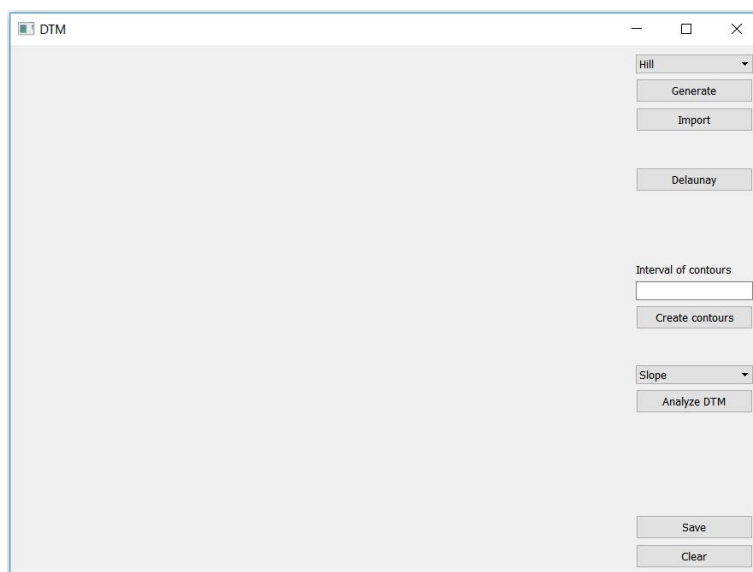 DTM
Hill
Generate
Import
Delaunay
Interval of contours
Create contours
Slope
Analyze DTM
Save
Clear